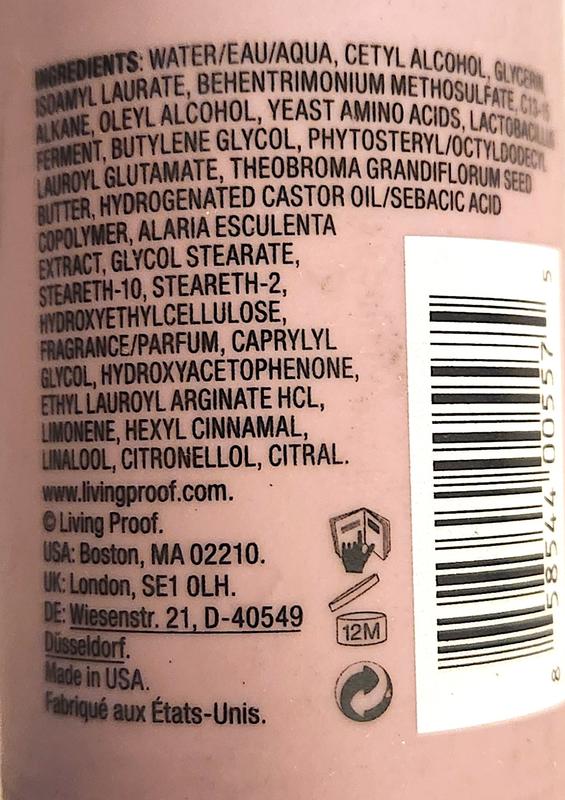 INGREDIENTS: WATER/EAU/AQUA, CETYL ALCOHOL, GLYCERIN,
ISOAMYL LAURATE, BEHENTRIMONIUM METHOSULFATE, C13-15
ALKANE, OLEYL ALCOHOL, YEAST AMINO ACIDS, LACTOBACILLUS
FERMENT, BUTYLENE GLYCOL, PHYTOSTERYL/OCTYLDODECYL
LAUROYL GLUTAMATE, THEOBROMA GRANDIFLORUM SEED
BUTTER, HYDROGENATED CASTOR OIL/SEBACIC ACID
COPOLYMER, ALARIA ESCULENTA
EXTRACT, GLYCOL STEARATE,
STEARETH-10, STEARETH-2,
HYDROXYETHYLCELLULOSE,
FRAGRANCE/PARFUM, CAPRYLYL
GLYCOL, HYDROXYACETOPHENONE,
ETHYL LAUROYL ARGINATE HCL,
LIMONENE, HEXYL CINNAMAL,
LINALOOL, CITRONELLOL, CITRAL.
www.livingproof.com.
© Living Proof.
USA: Boston, MA 02210.
UK: London, SE1 0LH.
DE: Wiesenstr. 21, D-40549
Düsseldorf.
Made in USA.
Fabriqué aux États-Unis.
12M
8 58544 00557 5